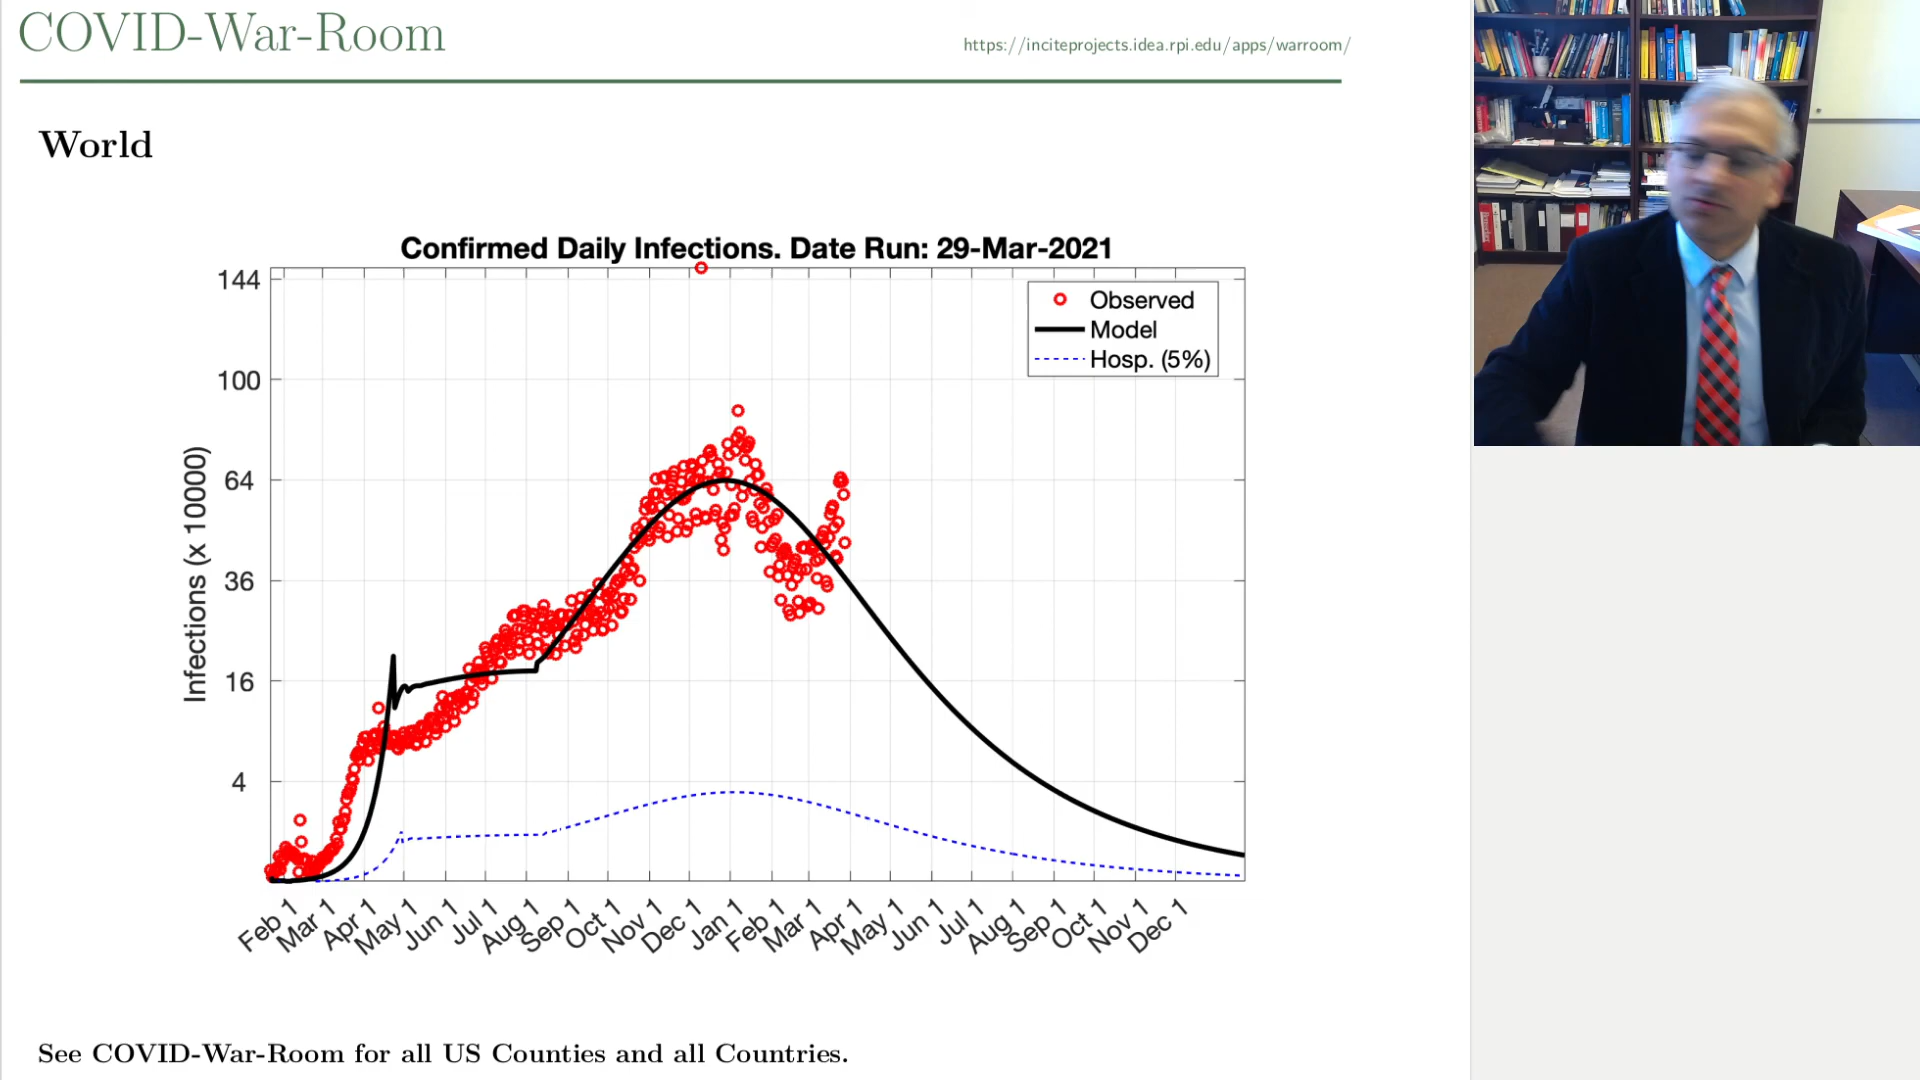 COVID-War-Room
https://inciteprojects.idea.rpi.edu/apps/warroom/
World
Confirmed Daily Infections. Date Run: 29-Mar-2021
Observed
Model
Hosp. (5%)
Infections (x 10000)
144
100
64
36
16
4
Feb 1
Mar 1
Apr 1
May 1
Jun 1
Jul 1
Aug 1
Sep 1
Oct 1
Nov 1
Dec 1
Jan 1
Feb 1
Mar 1
Apr 1
May 1
Jun 1
Jul 1
Aug 1
Sep 1
Oct 1
Nov 1
Dec 1
See COVID-War-Room for all US Counties and all Countries.